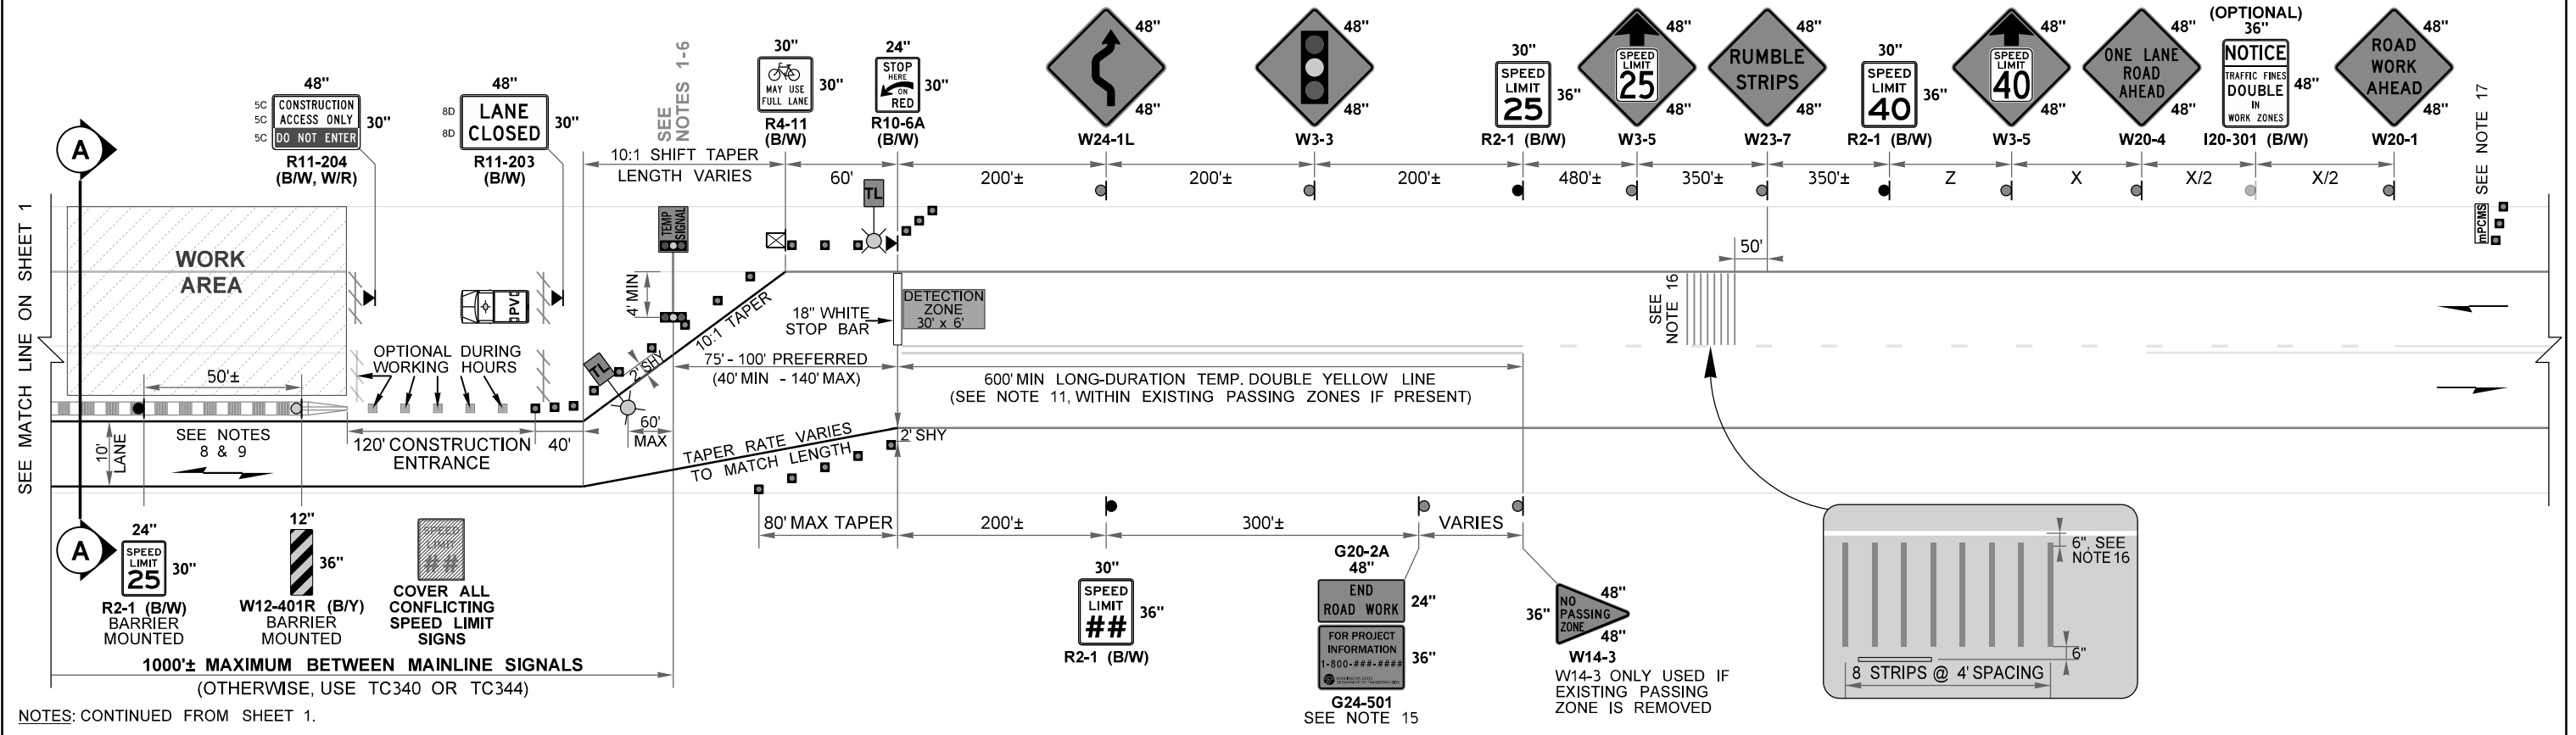 48"
5C CONSTRUCTION
5C ACCESS ONLY
5C DO NOT ENTER
30"
R11-204
(B/W, W/R)
48"
8D LANE
8D CLOSED
30"
R11-203
(B/W)
SEE
NOTES 1-6
30"
MAY USE
FULL LANE
30"
R4-11
(B/W)
24"
STOP
HERE
ON
RED
30"
R10-6A
(B/W)
48"
48"
W24-1L
48"
48"
W3-3
30"
SPEED
LIMIT
25
36"
R2-1 (B/W)
48"
SPEED
LIMIT
25
48"
W3-5
48"
RUMBLE
STRIPS
48"
W23-7
30"
SPEED
LIMIT
40
36"
R2-1 (B/W)
48"
SPEED
LIMIT
40
48"
W3-5
48"
ONE LANE
ROAD
AHEAD
48"
W20-4
(OPTIONAL)
36"
NOTICE
TRAFFIC FINES
DOUBLE
IN
WORK ZONES
48"
I20-301 (B/W)
48"
ROAD
WORK
AHEAD
48"
W20-1
SEE NOTE 17
mPCMS
10:1 SHIFT TAPER
LENGTH VARIES
60'
200'±
200'±
200'±
480'±
350'±
350'±
Z
X
X/2
X/2
A
SEE MATCH LINE ON SHEET 1
WORK
AREA
TEMP
SIGNAL
TL
4' MIN
10:1 TAPER
2' SHY
TL
18" WHITE
STOP BAR
DETECTION
ZONE
30' x 6'
50'
SEE
NOTE 16
OPTIONAL DURING
WORKING HOURS
50'±
75' - 100' PREFERRED
(40' MIN - 140' MAX)
600' MIN LONG-DURATION TEMP. DOUBLE YELLOW LINE
(SEE NOTE 11, WITHIN EXISTING PASSING ZONES IF PRESENT)
10'
LANE
SEE NOTES
8 & 9
120' CONSTRUCTION
ENTRANCE
40'
60'
MAX
TAPER RATE VARIES
TO MATCH LENGTH
2' SHY
80' MAX TAPER
200'±
300'±
VARIES
A
24"
SPEED
LIMIT
25
30"
R2-1 (B/W)
BARRIER
MOUNTED
12"
36"
W12-401R (B/Y)
BARRIER
MOUNTED
SPEED
LIMIT
##
COVER ALL
CONFLICTING
SPEED LIMIT
SIGNS
1000'± MAXIMUM BETWEEN MAINLINE SIGNALS
(OTHERWISE, USE TC340 OR TC344)
30"
SPEED
LIMIT
##
36"
R2-1 (B/W)
G20-2A
48"
END
ROAD WORK
24"
FOR PROJECT
INFORMATION
1-800-###-####
36"
G24-501
SEE NOTE 15
36"
NO
PASSING
ZONE
48"
48"
W14-3
W14-3 ONLY USED IF
EXISTING PASSING
ZONE IS REMOVED
6", SEE
NOTE 16
6"
8 STRIPS @ 4' SPACING
NOTES: CONTINUED FROM SHEET 1.